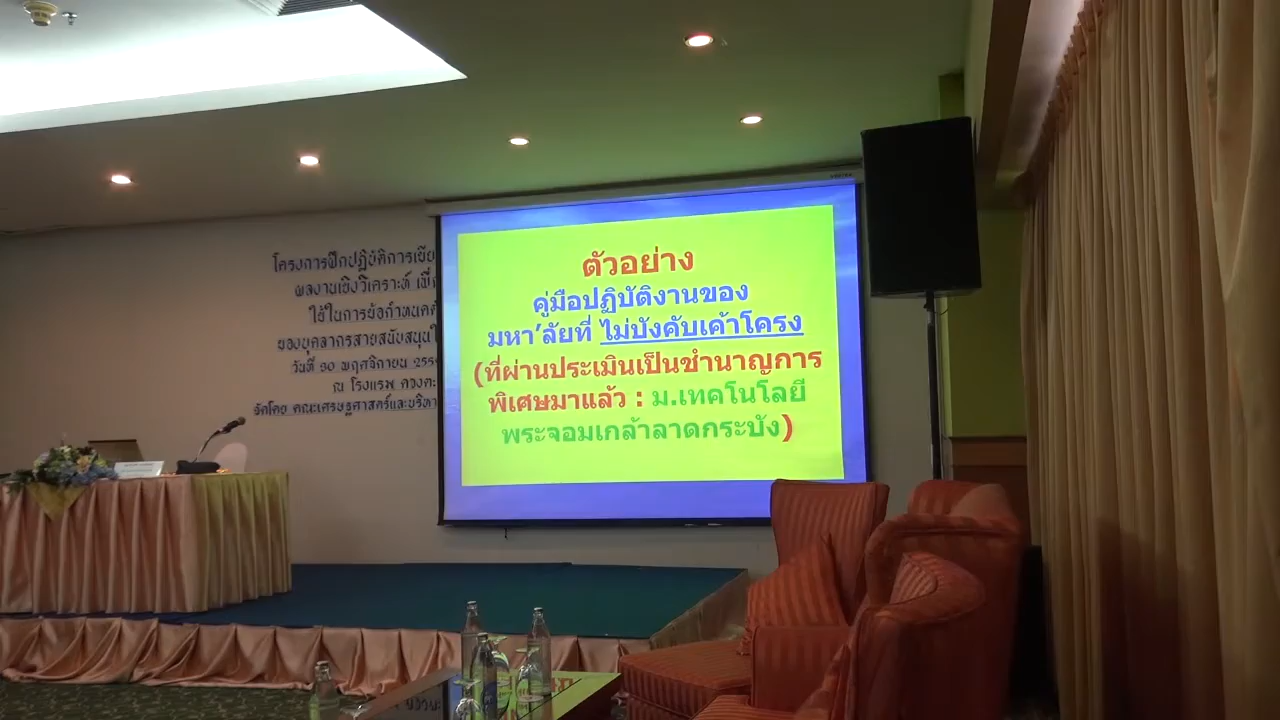 โครงการฝึกปฏิบัติการเขีย
ผลงานเชิงวิเคราะห์ เพื่
ใช้ในการข้อกำหนดต
ของบุคลากรสายสนับสนุนใ
วันที่ ๑๐ พฤศจิกายน ๒๕๕
ณ โรงแรม ดวงตะ
จัดโดย คณะเศรษฐศาสตร์และบริหา
ตัวอย่าง
คู่มือปฏิบัติงานของ
มหา’ลัยที่ ไม่บังคับเค้าโครง
(ที่ผ่านประเมินเป็นชำนาญการ
พิเศษมาแล้ว : ม.เทคโนโลยี
พระจอมเกล้าลาดกระบัง)